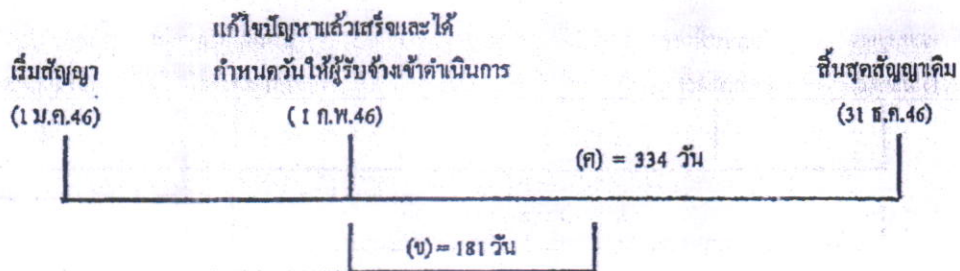 แก้ไขปัญหาแล้วเสร็จและได้
เริ่มสัญญา กำหนดวันให้ผู้รับจ้างเข้าดำเนินการ สิ้นสุดสัญญาเดิม
(1 ม.ค.46) ( 1 ก.พ.46) (31 ธ.ค.46)
(ค) = 334 วัน
(ข) = 181 วัน